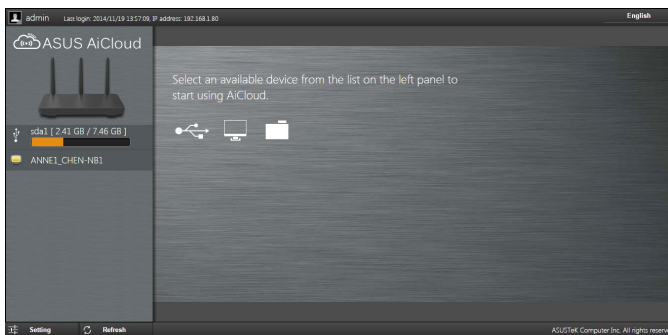 admin Last login: 2014/11/19 13:57:09, IP address: 192.168.1.80
English
ASUS AiCloud
Select an available device from the list on the left panel to
start using AiCloud.
sda1 [ 2.41 GB / 7.46 GB ]
ANNE1_CHEN-NB1
Setting Refresh
ASUSTeK Computer Inc. All rights reserve